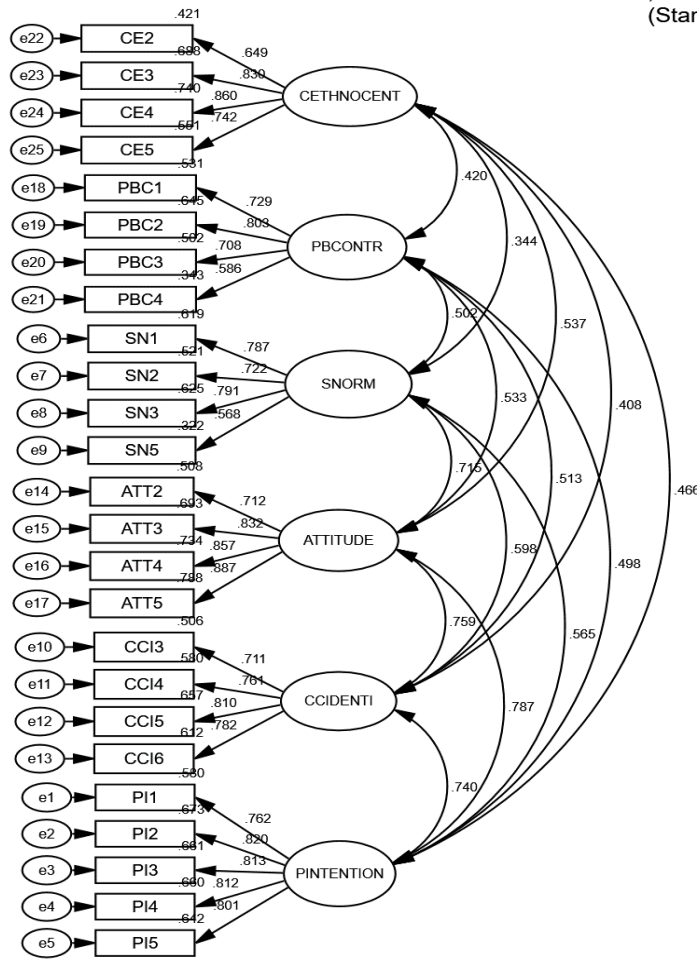 (Star
.421
e22 CE2 .649
.688
e23 CE3 .830
.740
e24 CE4 .860
.551
e25 CE5 .742
CETHNOCENT
.531
e18 PBC1 .729
.645
e19 PBC2 .803
.502
e20 PBC3 .708
.343
e21 PBC4 .586
PBCONTR
.619
e6 SN1 .787
.521
e7 SN2 .722
.625
e8 SN3 .791
.322
e9 SN5 .568
SNORM
.508
e14 ATT2 .712
.693
e15 ATT3 .832
.734
e16 ATT4 .857
.788
e17 ATT5 .887
ATTITUDE
.506
e10 CCI3 .711
.580
e11 CCI4 .761
.657
e12 CCI5 .810
.612
e13 CCI6 .782
CCIDENTI
.580
e1 PI1 .762
.673
e2 PI2 .820
.661
e3 PI3 .813
.660
e4 PI4 .812
.642
e5 PI5 .801
PINTENTION
.420
.344
.502
.537
.533
.408
.715
.513
.466
.598
.498
.759
.565
.787
.740